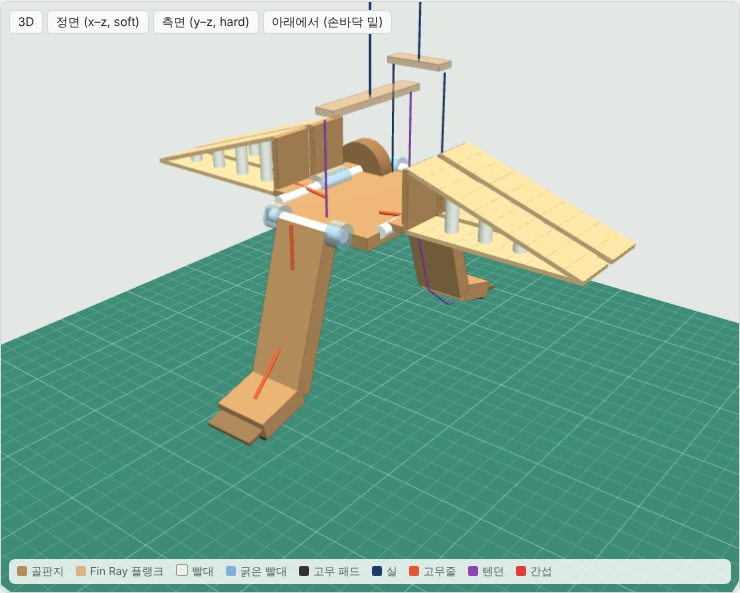 3D 정면 (x–z, soft) 측면 (y–z, hard) 아래에서 (손바닥 밑)
골판지 Fin Ray 플랭크 빨대 굵은 빨대 고무 패드 실 고무줄 텐던 간섭